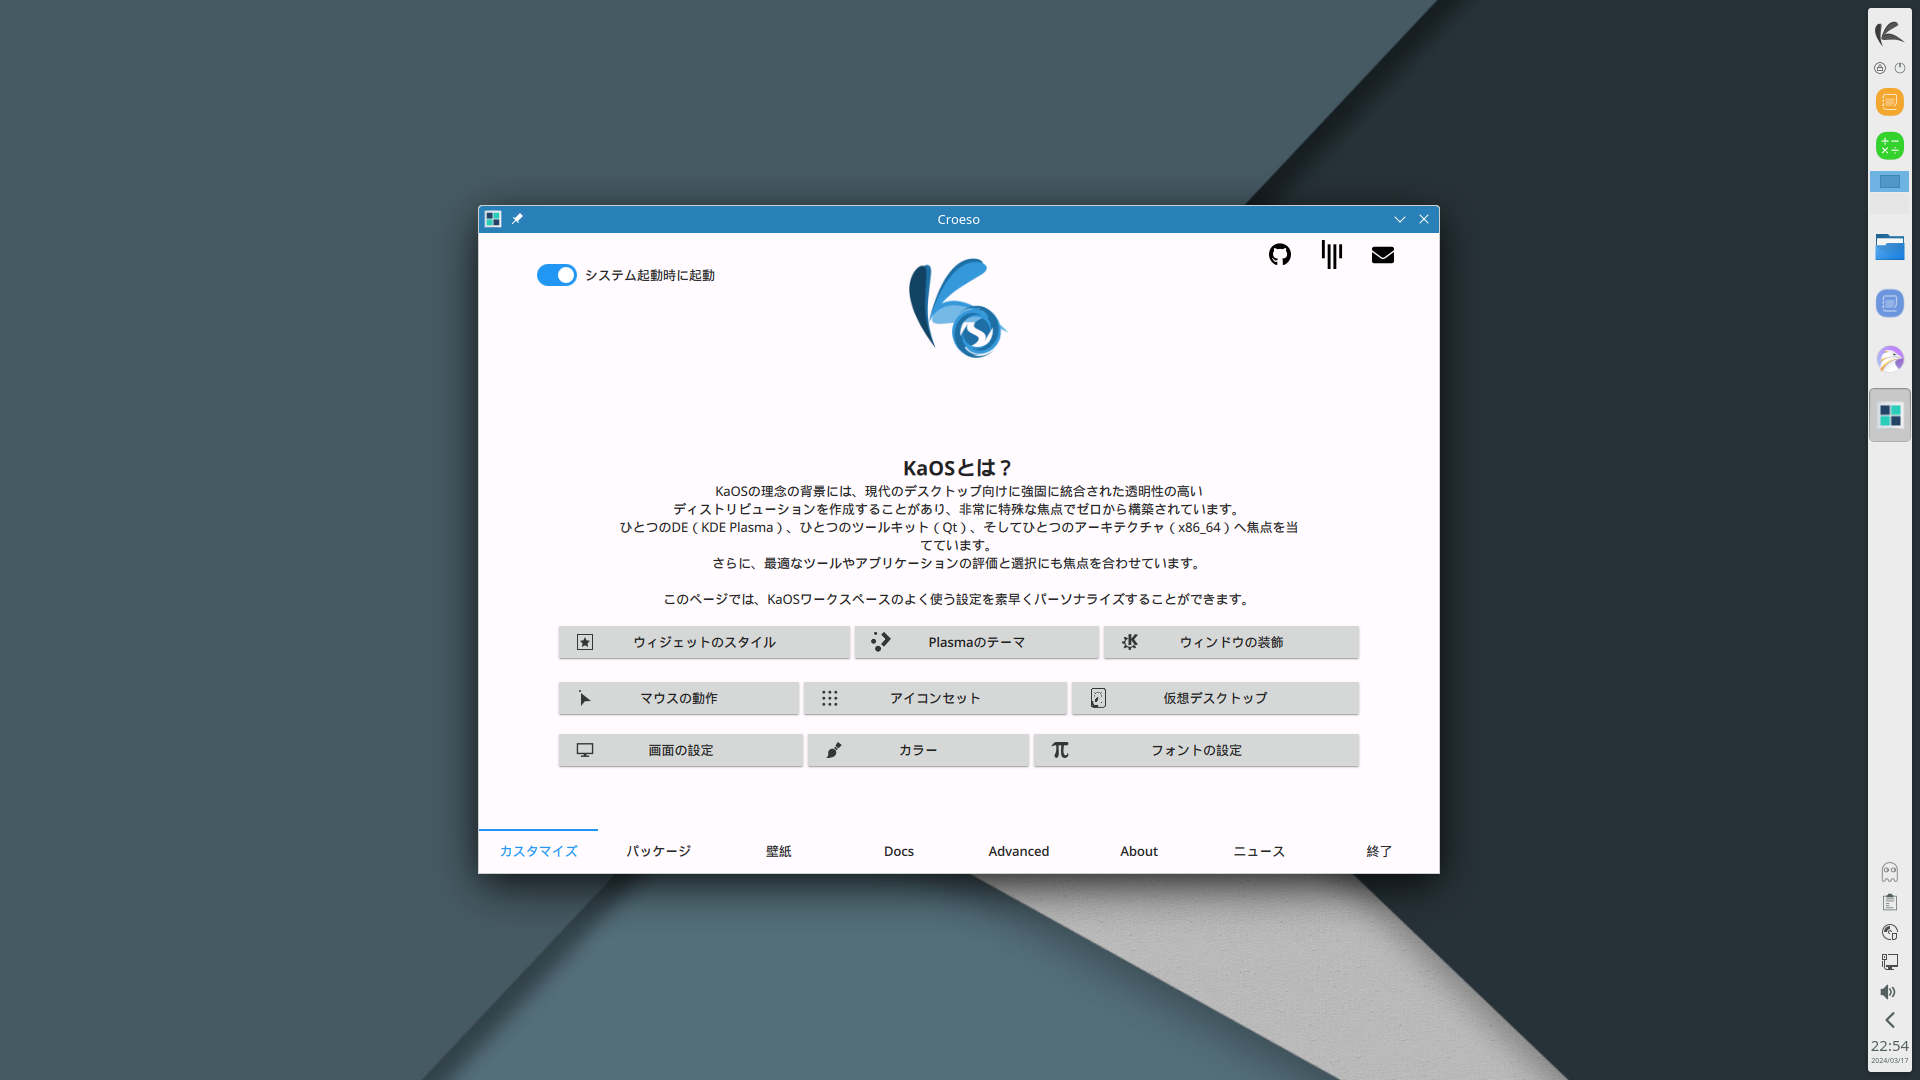 Croeso
システム起動時に起動
KaOSとは？
KaOSの理念の背景には、現代のデスクトップ向けに強固に統合された透明性の高い
ディストリビューションを作成することがあり、非常に特殊な焦点でゼロから構築されています。
ひとつのDE（KDE Plasma）、ひとつのツールキット（Qt）、そしてひとつのアーキテクチャ（x86_64）へ焦点を当
てています。
さらに、最適なツールやアプリケーションの評価と選択にも焦点を合わせています。
このページでは、KaOSワークスペースのよく使う設定を素早くパーソナライズすることができます。
ウィジェットのスタイル
Plasmaのテーマ
ウィンドウの装飾
マウスの動作
アイコンセット
仮想デスクトップ
画面の設定
カラー
フォントの設定
カスタマイズ
パッケージ
壁紙
Docs
Advanced
About
ニュース
終了
22:54
2024/03/17